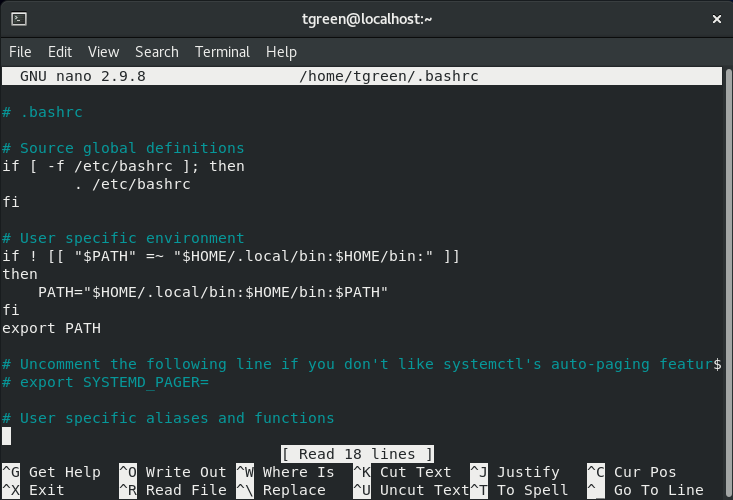 tgreen@localhost:~
File Edit View Search Terminal Help
GNU nano 2.9.8 /home/tgreen/.bashrc
# .bashrc
# Source global definitions
if [ -f /etc/bashrc ]; then
        . /etc/bashrc
fi
# User specific environment
if ! [[ "$PATH" =~ "$HOME/.local/bin:$HOME/bin:" ]]
then
    PATH="$HOME/.local/bin:$HOME/bin:$PATH"
fi
export PATH
# Uncomment the following line if you don't like systemctl's auto-paging featur$
# export SYSTEMD_PAGER=
# User specific aliases and functions
[ Read 18 lines ]
^G Get Help ^O Write Out ^W Where Is ^K Cut Text ^J Justify ^C Cur Pos
^X Exit ^R Read File ^\ Replace ^U Uncut Text ^T To Spell ^_ Go To Line